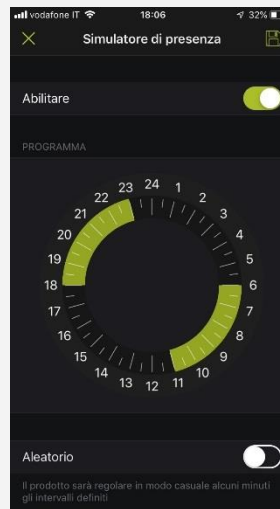 vodafone IT 18:06 32%
Simulatore di presenza
Abilitare
PROGRAMMA
24
23 1
22 2
21 3
20 4
19 5
18 6
17 7
16 8
15 9
14 10
13 11
12
Aleatorio
Il prodotto sarà regolare in modo casuale alcuni minuti
gli intervalli definiti